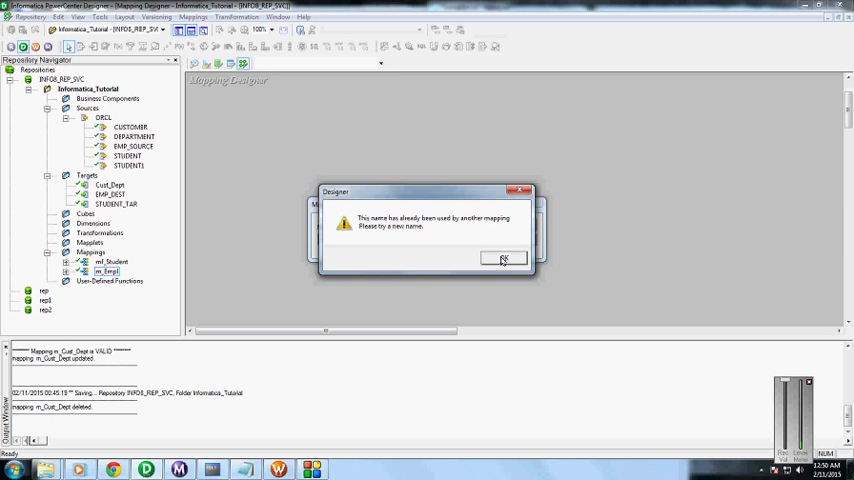 Informatica PowerCenter Designer - (Mapping Designer) - [INFO8_REP_SVC]
Repository Edit View Tools Layout Versioning Mappings Transformation Window Help
Informatica_Tutorial - (INFO8_REP_SVC
100%
Repository Navigator
Repositories
INFO8_REP_SVC
Informatica_Tutorial
Business Components
Sources
ORCL
CUSTOMER
DEPARTMENT
EMP_SOURCE
STUDENT
STUDENT1
Targets
Cust_Dept
EMP_DEST
STUDENT_TAR
Cubes
Dimensions
Transformations
Mapplets
Mappings
mf_Student
m_Empl
User-Defined Functions
rep
rep1
rep2
Mapping Designer
Designer
This name has already been used by another mapping
Please try a new name.
OK
******* Mapping m_Cust_Dept is VALID *******
mapping m_Cust_Dept updated.
02/11/2015 00:45:19 ** Saving... Repository INFO8_REP_SVC, Folder Informatica_Tutorial
mapping m_Cust_Dept deleted.
Output Window
Ready
NUM
12:50 AM
2/11/2015